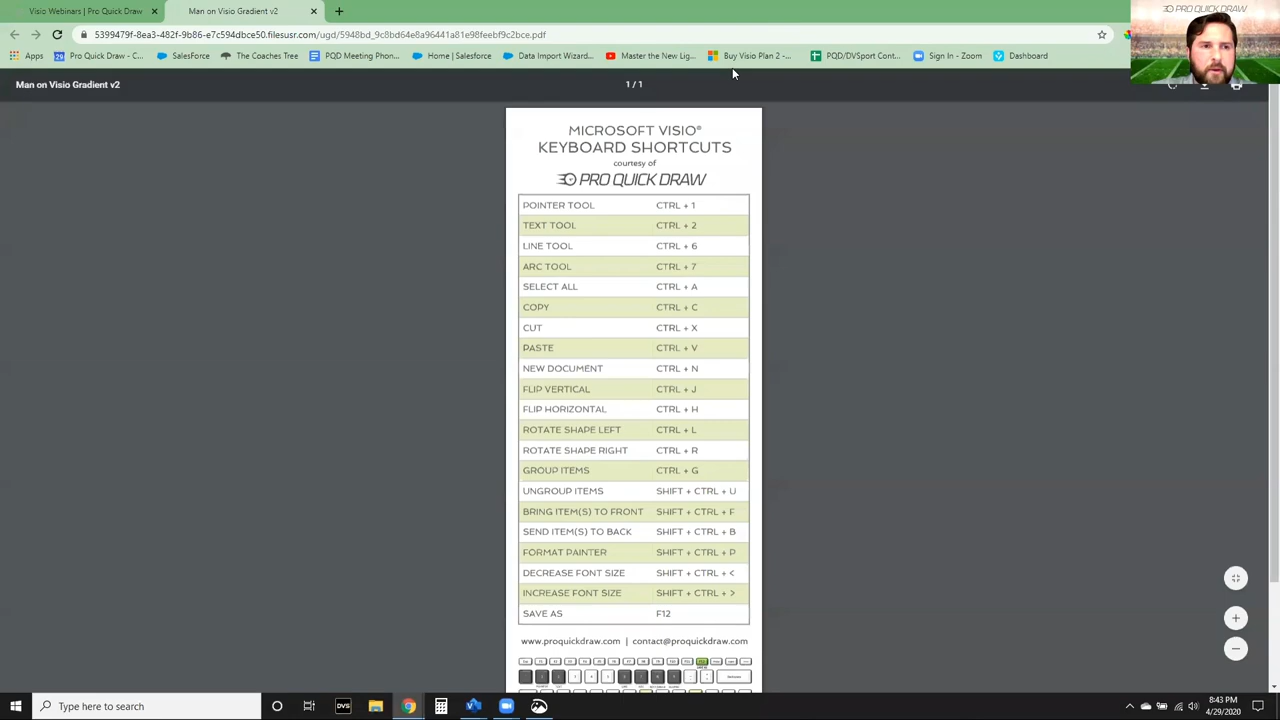 Visio Webinars | Pro Quick Draw
Man on Visio Gradient v2
PRO QUICK DRAW
5399479f-8ea3-482f-9b86-e7c594dbce50.filesusr.com/ugd/5948bd_9c8bd64e8a96441a81e98feebf9c2bce.pdf
Apps
Pro Quick Draw - C...
SalesForce
The Coaches Tree
PQD Meeting Phon...
Home | Salesforce
Data Import Wizard...
Master the New Lig...
Buy Visio Plan 2 -...
PQD/DVSport Cont...
Sign In - Zoom
Dashboard
Man on Visio Gradient v2
1 / 1
MICROSOFT VISIO®
KEYBOARD SHORTCUTS
courtesy of
PRO QUICK DRAW
POINTER TOOL CTRL + 1
TEXT TOOL CTRL + 2
LINE TOOL CTRL + 6
ARC TOOL CTRL + 7
SELECT ALL CTRL + A
COPY CTRL + C
CUT CTRL + X
PASTE CTRL + V
NEW DOCUMENT CTRL + N
FLIP VERTICAL CTRL + J
FLIP HORIZONTAL CTRL + H
ROTATE SHAPE LEFT CTRL + L
ROTATE SHAPE RIGHT CTRL + R
GROUP ITEMS CTRL + G
UNGROUP ITEMS SHIFT + CTRL + U
BRING ITEM(S) TO FRONT SHIFT + CTRL + F
SEND ITEM(S) TO BACK SHIFT + CTRL + B
FORMAT PAINTER SHIFT + CTRL + P
DECREASE FONT SIZE SHIFT + CTRL + <
INCREASE FONT SIZE SHIFT + CTRL + >
SAVE AS F12
www.proquickdraw.com | contact@proquickdraw.com
Type here to search
DVS
8:43 PM
4/29/2020